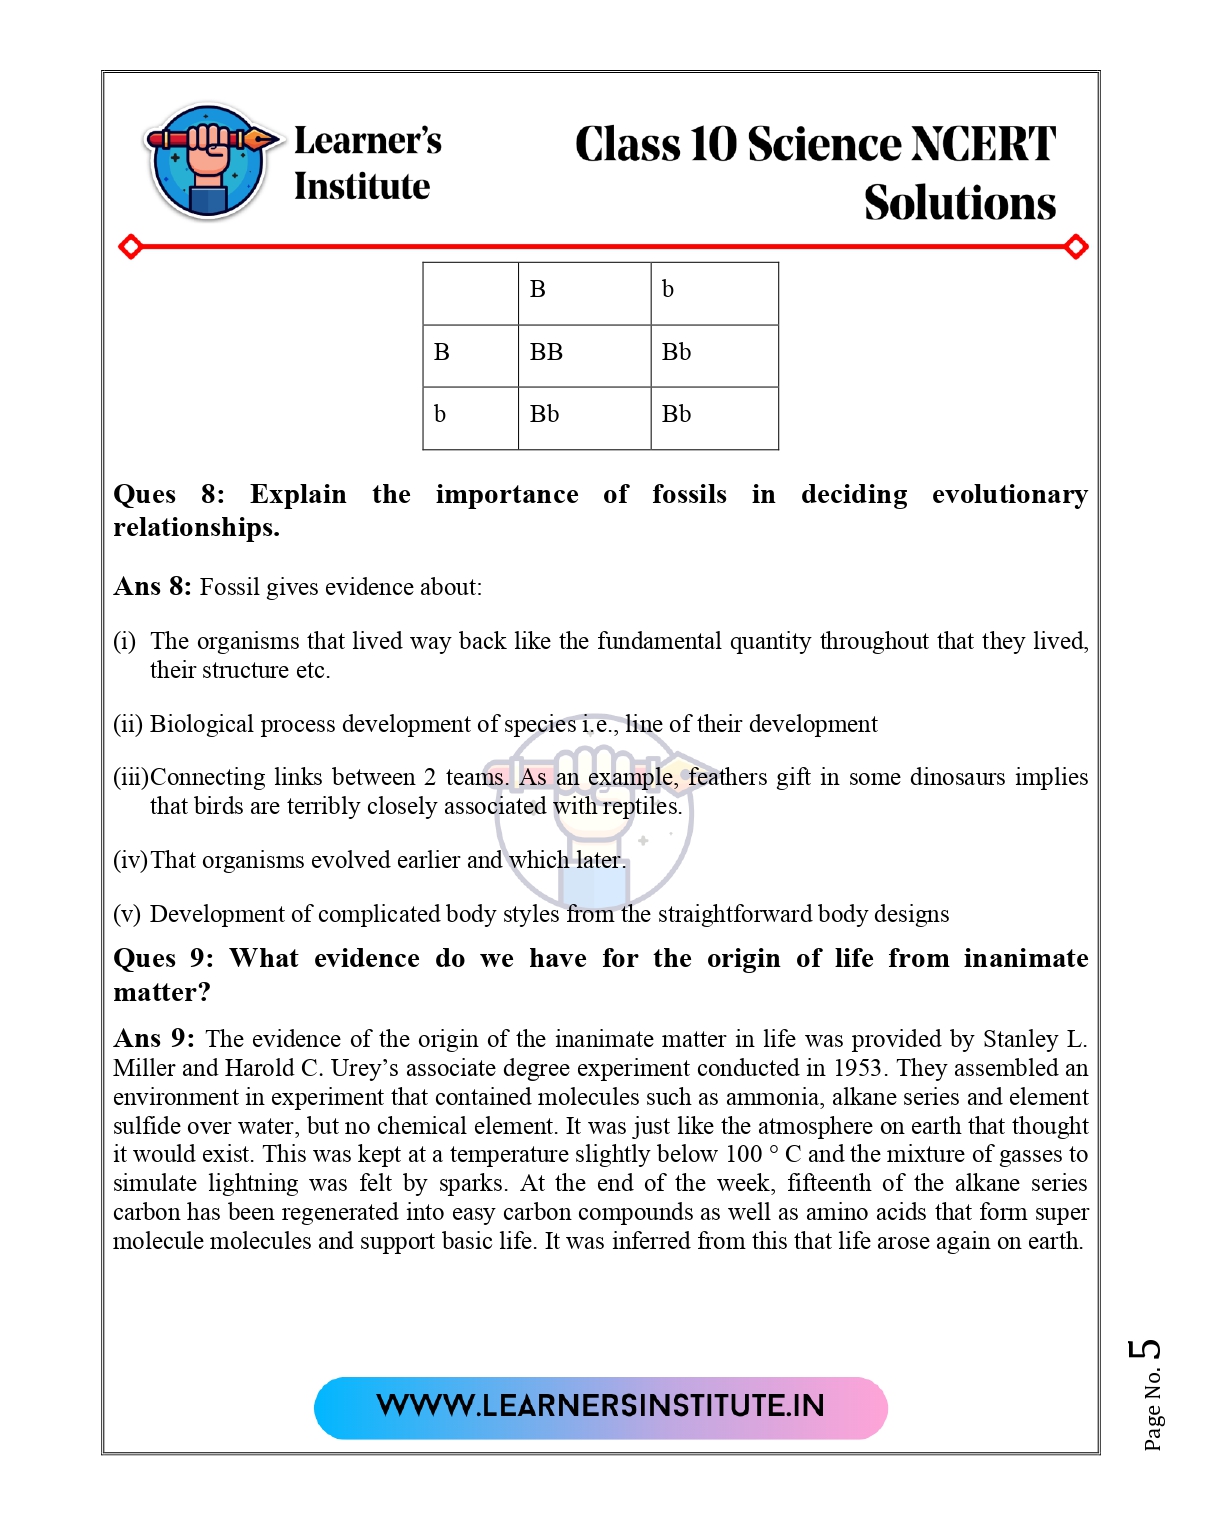 Learner's
Institute
Class 10 Science NCERT
Solutions
B b
B BB Bb
b Bb Bb
Ques 8: Explain the importance of fossils in deciding evolutionary
relationships.
Ans 8: Fossil gives evidence about:
(i) The organisms that lived way back like the fundamental quantity throughout that they lived,
their structure etc.
(ii) Biological process development of species i.e., line of their development
(iii)Connecting links between 2 teams. As an example, feathers gift in some dinosaurs implies
that birds are terribly closely associated with reptiles.
(iv)That organisms evolved earlier and which later.
(v) Development of complicated body styles from the straightforward body designs
Ques 9: What evidence do we have for the origin of life from inanimate
matter?
Ans 9: The evidence of the origin of the inanimate matter in life was provided by Stanley L.
Miller and Harold C. Urey's associate degree experiment conducted in 1953. They assembled an
environment in experiment that contained molecules such as ammonia, alkane series and element
sulfide over water, but no chemical element. It was just like the atmosphere on earth that thought
it would exist. This was kept at a temperature slightly below 100 ° C and the mixture of gasses to
simulate lightning was felt by sparks. At the end of the week, fifteenth of the alkane series
carbon has been regenerated into easy carbon compounds as well as amino acids that form super
molecule molecules and support basic life. It was inferred from this that life arose again on earth.
WWW.LEARNERSINSTITUTE.IN
Page No. 5